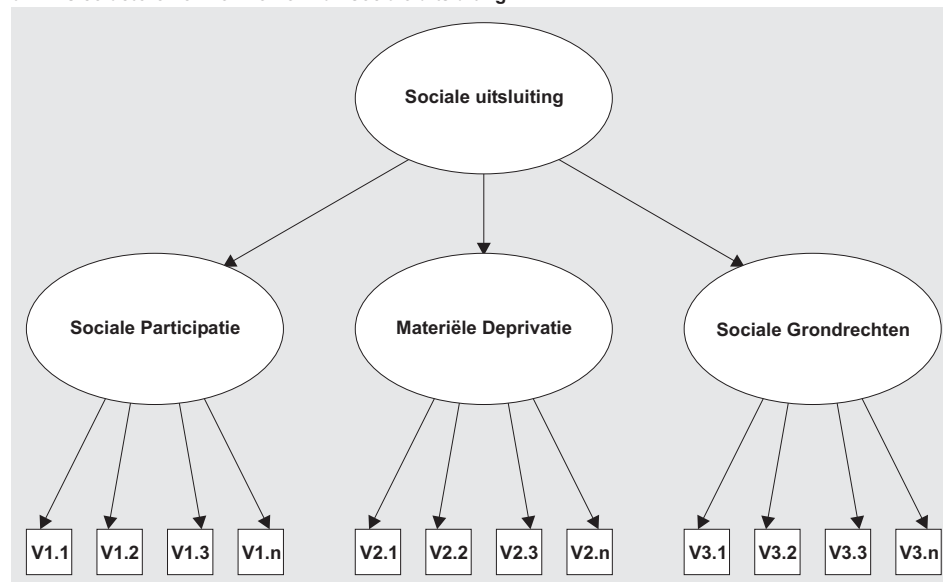 Sociale uitsluiting
Sociale Participatie
Materiële Deprivatie
Sociale Grondrechten
V1.1 V1.2 V1.3 V1.n V2.1 V2.2 V2.3 V2.n V3.1 V3.2 V3.3 V3.n